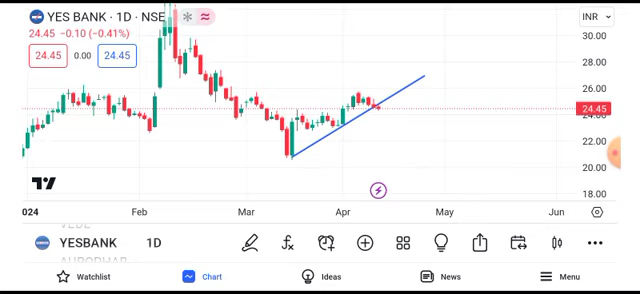 YES BANK · 1D · NSE
INR
24.45 −0.10 (−0.41%)
24.45 0.00 24.45
30.00
28.00
26.00
24.45
24.00
22.00
20.00
18.00
2024 Feb Mar Apr May Jun
YESBANK 1D
Watchlist Chart Ideas News Menu